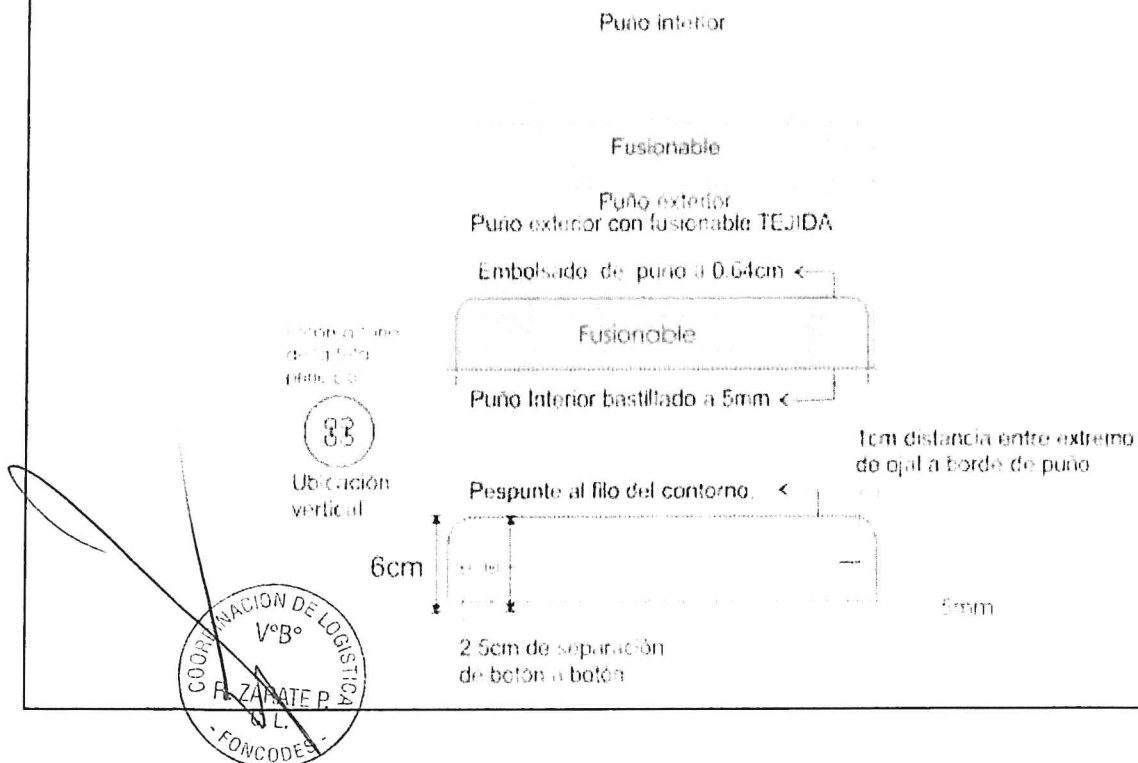 Puño interior
Fusionable
Puño exterior
Puño exterior con fusionable TEJIDA
Embolsado de puño a 0.64cm
Fusionable
Puño Interior bastillado a 5mm
Ubicación
vertical
1cm distancia entre extremo
de ojal a borde de puño
Pespunte al filo del contorno.
6cm
5mm
2.5cm de separación
de botón a botón
COORDINACION DE LOGISTICA
V°B°
R. ZARATE P.
- FONCODES -